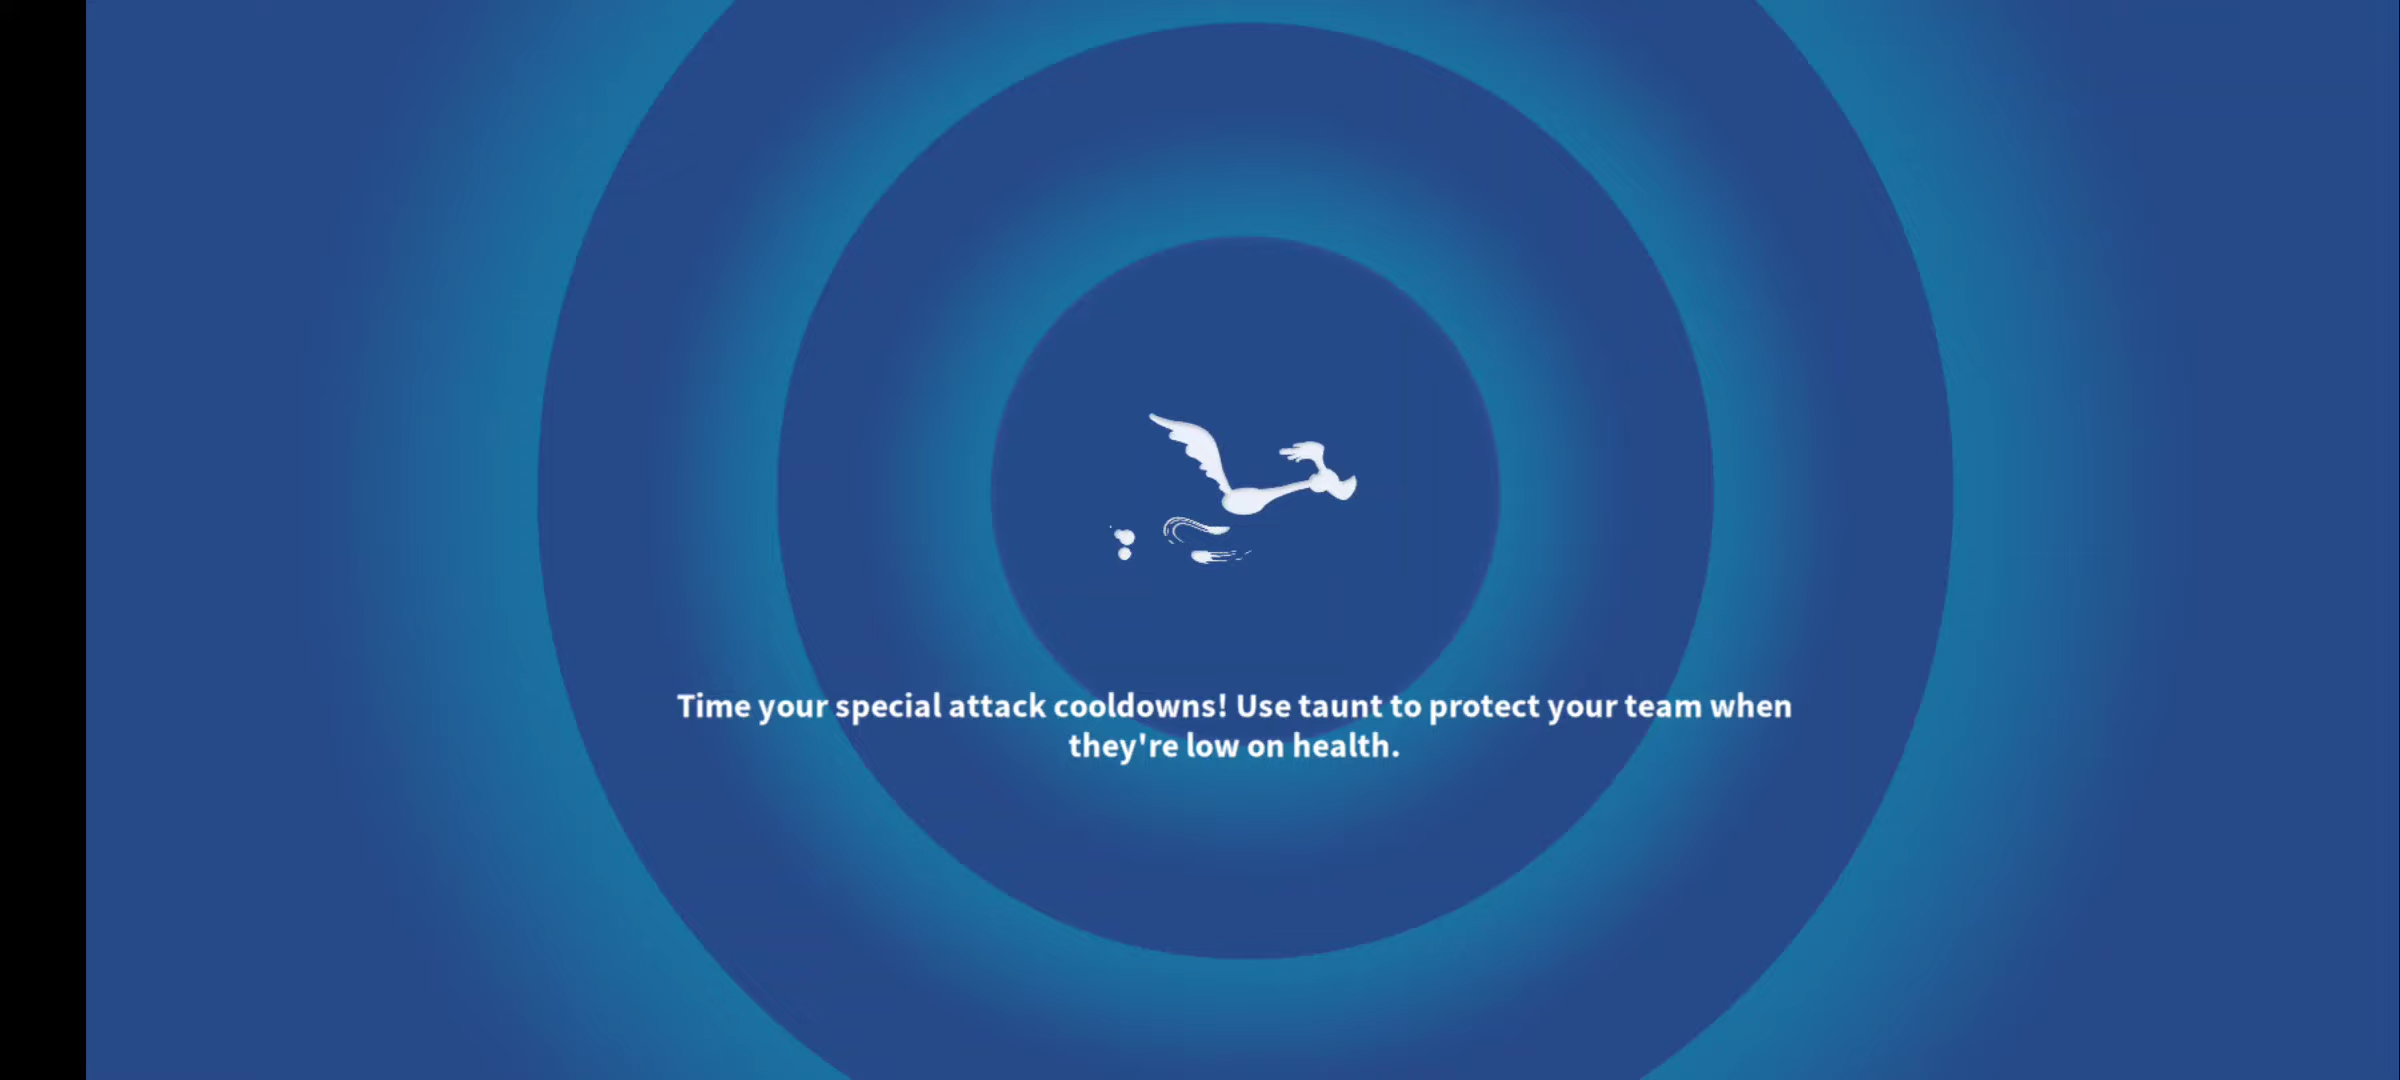 Time your special attack cooldowns! Use taunt to protect your team when
they're low on health.